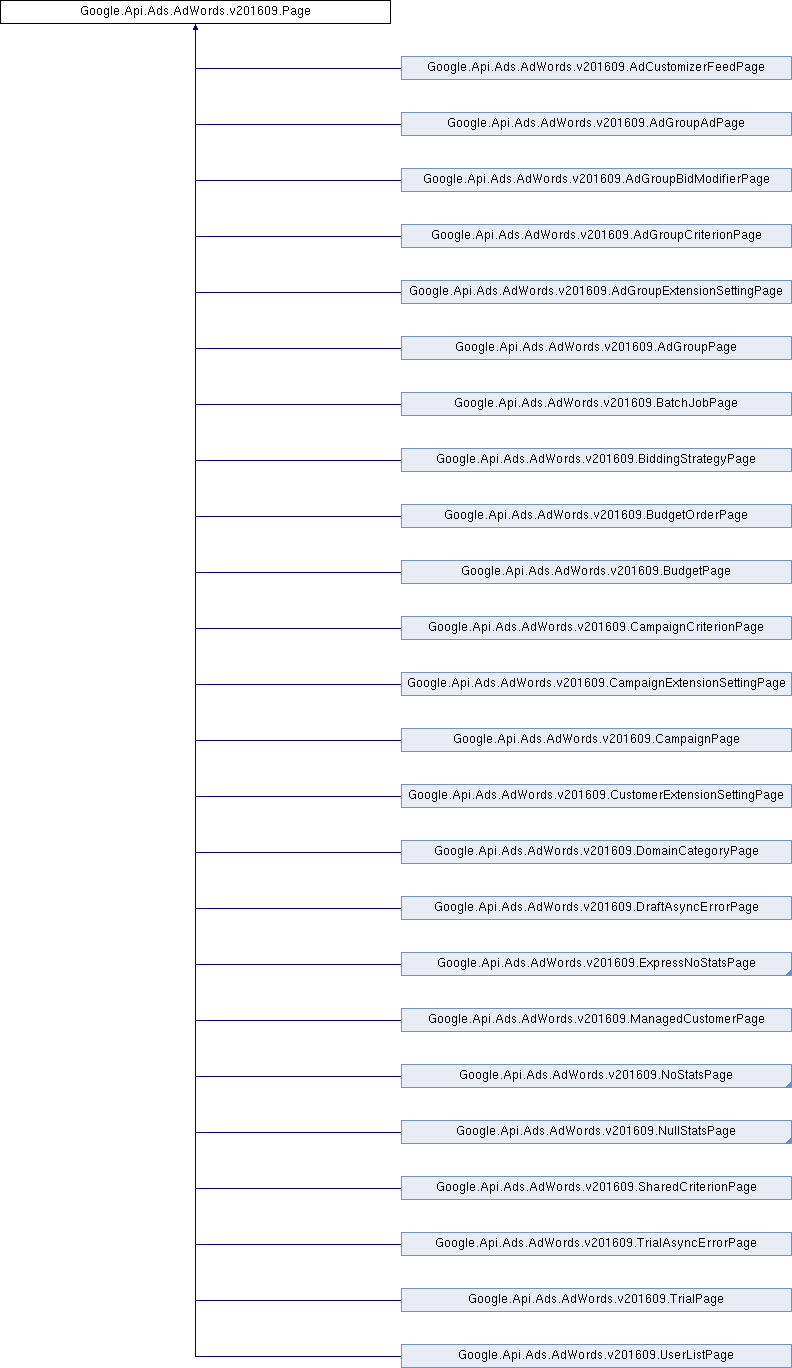 Google.Api.Ads.AdWords.v201609.Page
Google.Api.Ads.AdWords.v201609.AdCustomizerFeedPage
Google.Api.Ads.AdWords.v201609.AdGroupAdPage
Google.Api.Ads.AdWords.v201609.AdGroupBidModifierPage
Google.Api.Ads.AdWords.v201609.AdGroupCriterionPage
Google.Api.Ads.AdWords.v201609.AdGroupExtensionSettingPage
Google.Api.Ads.AdWords.v201609.AdGroupPage
Google.Api.Ads.AdWords.v201609.BatchJobPage
Google.Api.Ads.AdWords.v201609.BiddingStrategyPage
Google.Api.Ads.AdWords.v201609.BudgetOrderPage
Google.Api.Ads.AdWords.v201609.BudgetPage
Google.Api.Ads.AdWords.v201609.CampaignCriterionPage
Google.Api.Ads.AdWords.v201609.CampaignExtensionSettingPage
Google.Api.Ads.AdWords.v201609.CampaignPage
Google.Api.Ads.AdWords.v201609.CustomerExtensionSettingPage
Google.Api.Ads.AdWords.v201609.DomainCategoryPage
Google.Api.Ads.AdWords.v201609.DraftAsyncErrorPage
Google.Api.Ads.AdWords.v201609.ExpressNoStatsPage
Google.Api.Ads.AdWords.v201609.ManagedCustomerPage
Google.Api.Ads.AdWords.v201609.NoStatsPage
Google.Api.Ads.AdWords.v201609.NullStatsPage
Google.Api.Ads.AdWords.v201609.SharedCriterionPage
Google.Api.Ads.AdWords.v201609.TrialAsyncErrorPage
Google.Api.Ads.AdWords.v201609.TrialPage
Google.Api.Ads.AdWords.v201609.UserListPage